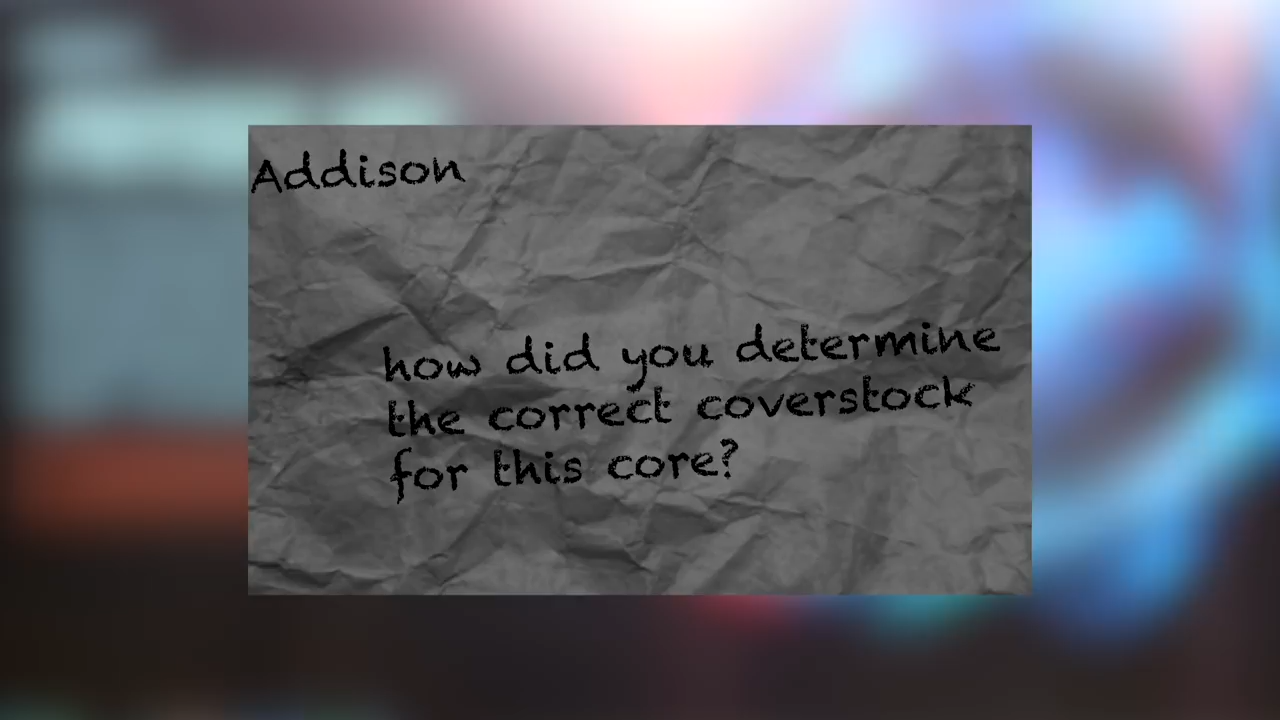 Addison
how did you determine
the correct coverstock
for this core?